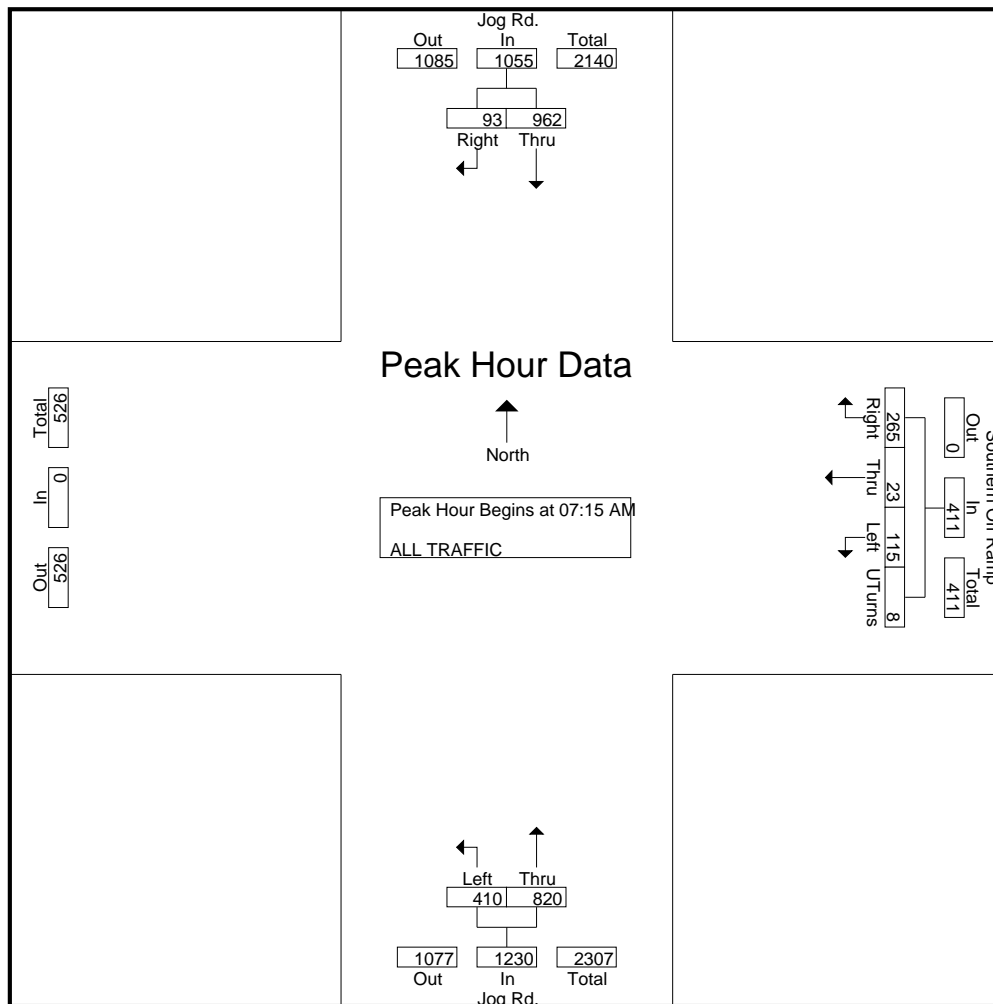 Jog Rd.
Out In Total
1085 1055 2140
93 962
Right Thru
Peak Hour Data
North
Peak Hour Begins at 07:15 AM
ALL TRAFFIC
Total 526
In 0
Out 526
Right 265
Thru 23
Left 115
UTurns 8
Out 0
In 411
Total 411
Ramp
Left Thru
410 820
1077 1230 2307
Out In Total
Jog Rd.